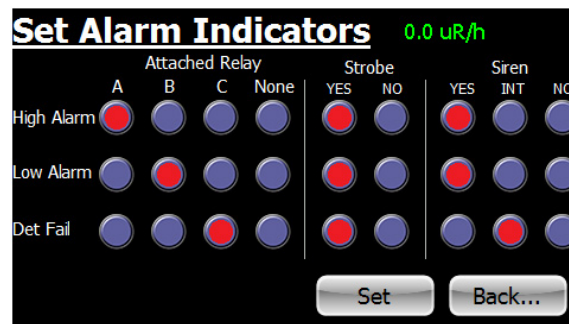 Set Alarm Indicators 0.0 uR/h
Attached Relay Strobe Siren
A B C None YES NO YES INT NO
High Alarm
Low Alarm
Det Fail
Set Back...